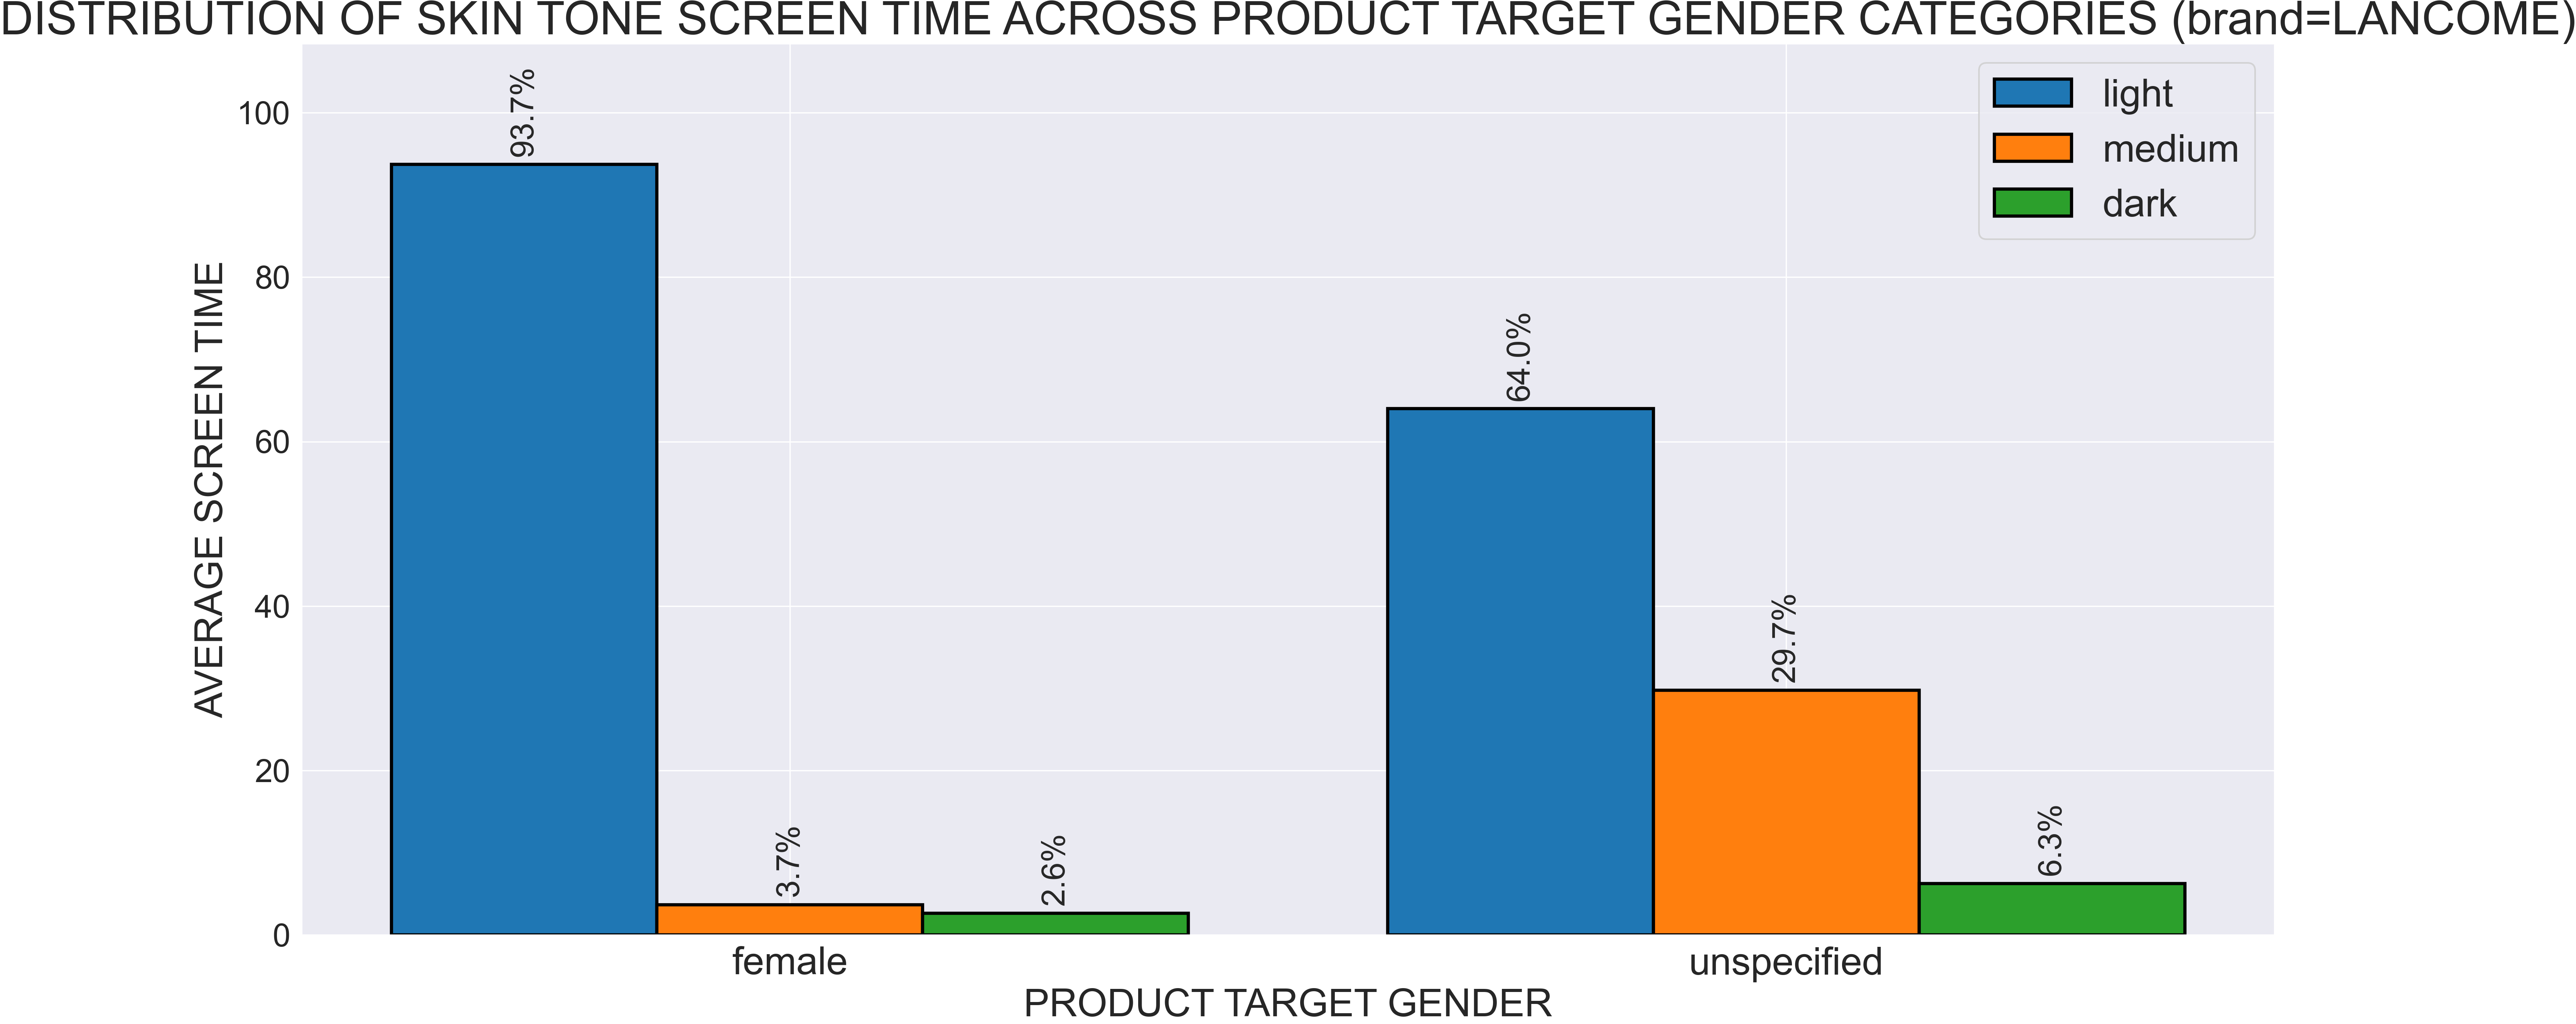 DISTRIBUTION OF SKIN TONE SCREEN TIME ACROSS PRODUCT TARGET GENDER CATEGORIES (brand=LANCOME)
light
medium
dark
AVERAGE SCREEN TIME
100
80
60
40
20
0
93.7%
3.7%
2.6%
64.0%
29.7%
6.3%
female
unspecified
PRODUCT TARGET GENDER